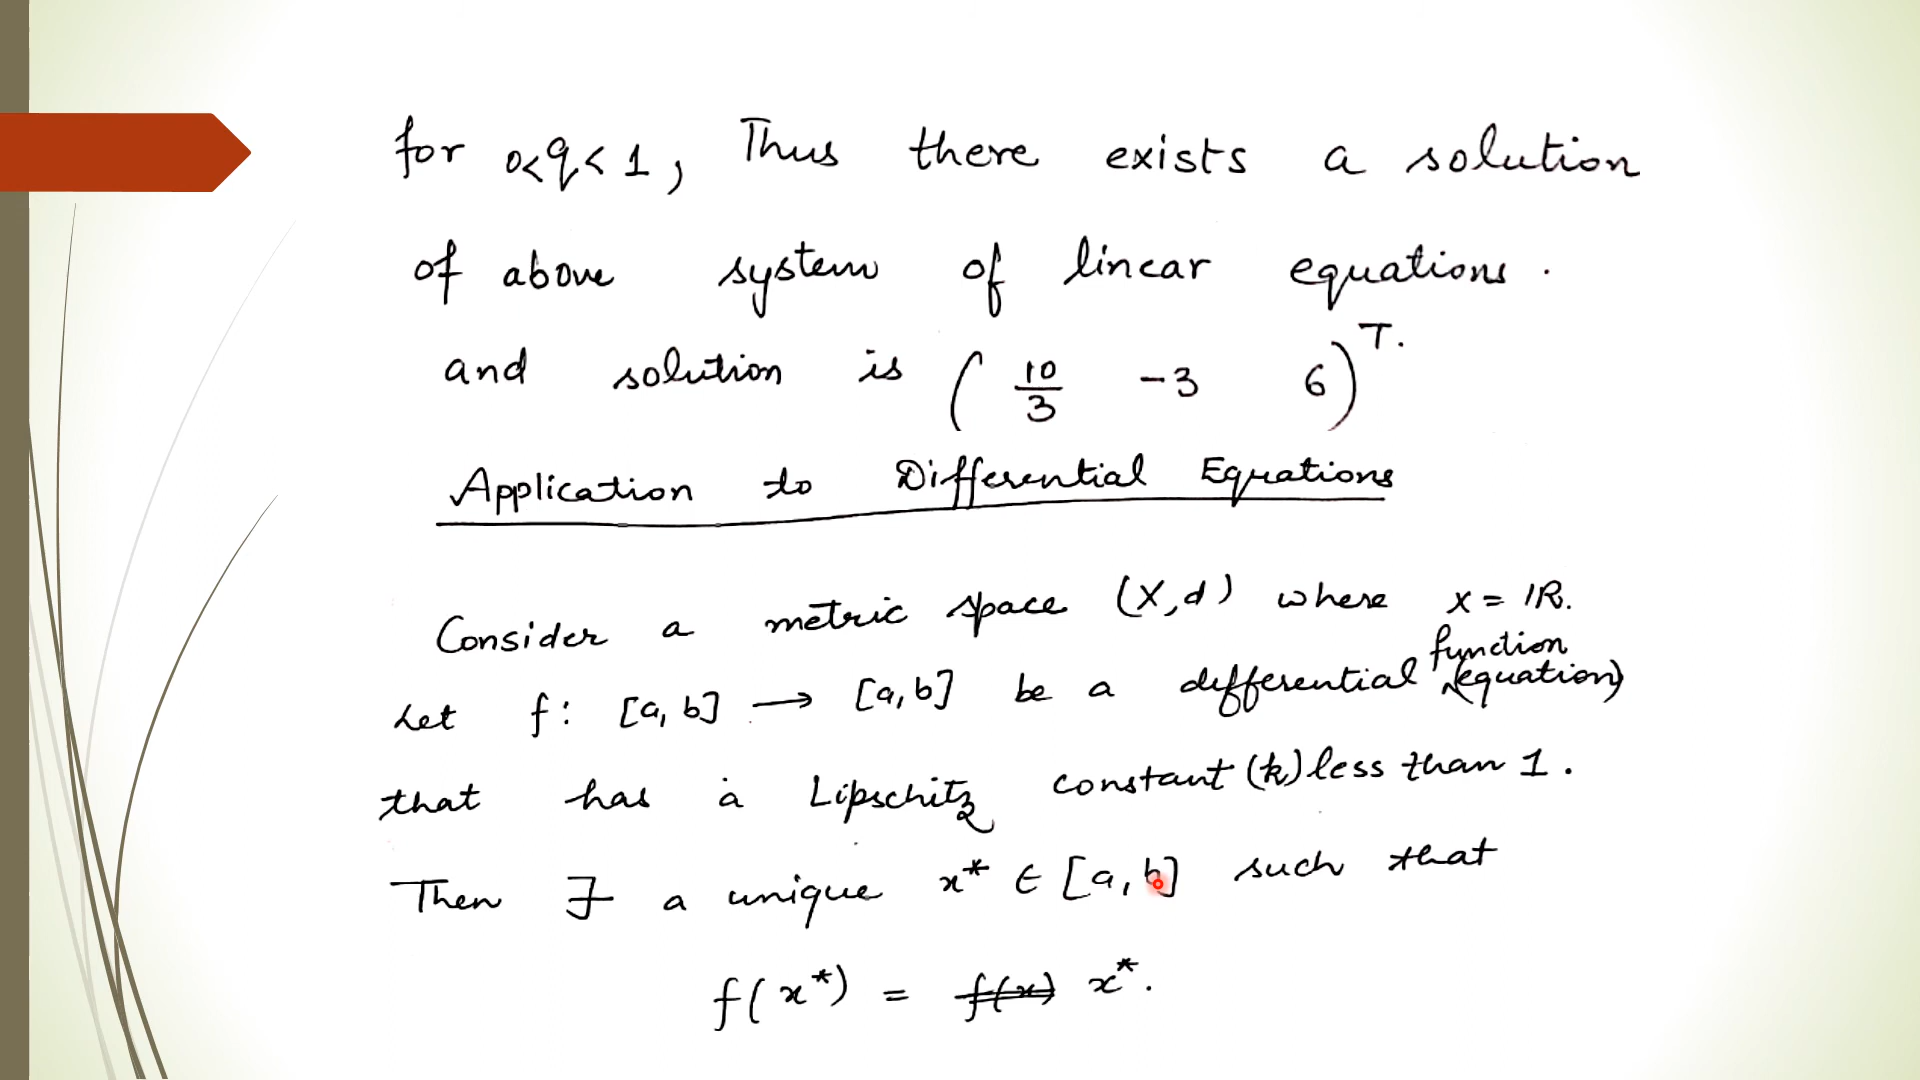 for 0<q<1, Thus there exists a solution
of above system of linear equations.
and solution is ( 10/3 -3 6 )^T.
Application to Differential Equations
Consider a metric space (X,d) where X = IR.
Let f: [a, b] → [a, b] be a differential function (equation)
that has a Lipschitz constant (k) less than 1.
Then ∃ a unique x* ∈ [a, b] such that
f(x*) = f(x) x*.